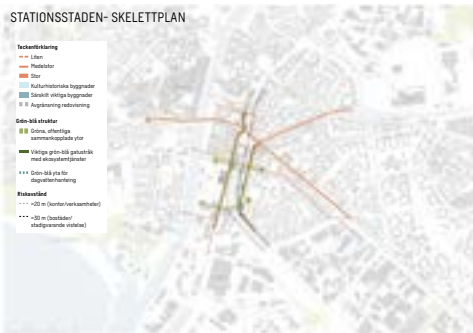 STATIONSSTADEN- SKELETTPLAN
Teckenförklaring
Liten
Medelstor
Stor
Kulturhistoriska byggnader
Särskilt viktiga byggnader
Avgränsning redovisning
Grön-blå struktur
Gröna, offentliga
sammankopplade ytor
Viktiga grön-blå gatustråk
med ekosystemtjänster
Grön-blå yta för
dagvattenhantering
Riskavstånd
~20 m (kontor/verksamheter)
~30 m (bostäder/
stadigvarande vistelse)